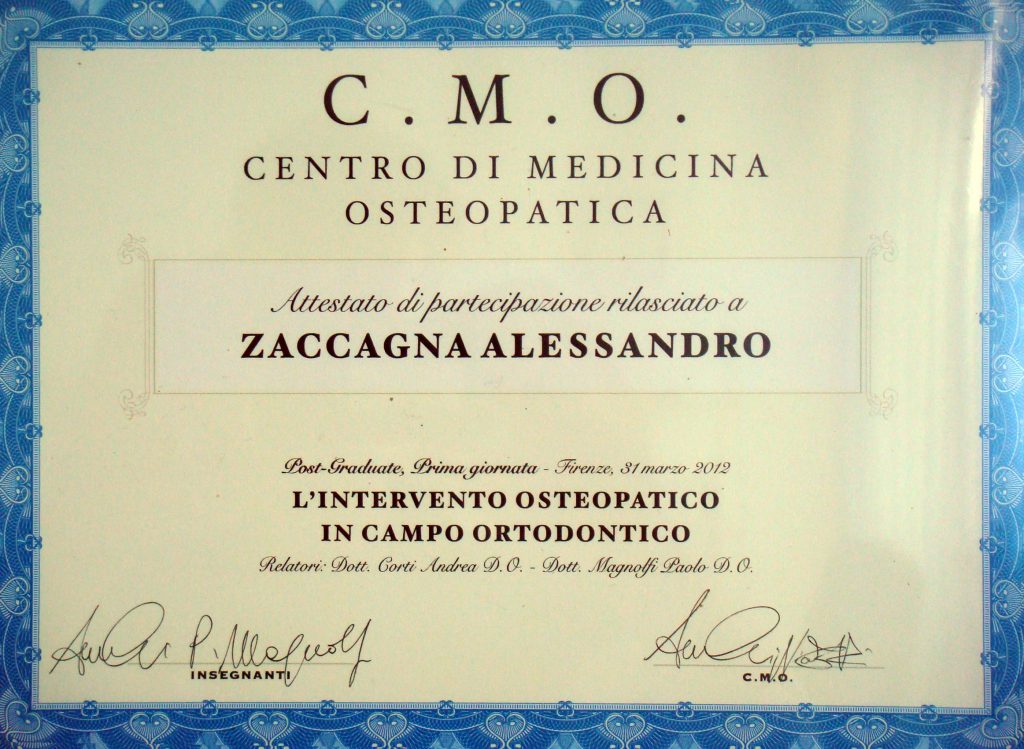 C. M. O.
CENTRO DI MEDICINA
OSTEOPATICA
Attestato di partecipazione rilasciato a
ZACCAGNA ALESSANDRO
Post-Graduate, Prima giornata - Firenze, 31 marzo 2012
L'INTERVENTO OSTEOPATICO
IN CAMPO ORTODONTICO
Relatori: Dott. Corti Andrea D.O. - Dott. Magnolfi Paolo D.O.
P. Magnolfi
INSEGNANTI
C.M.O.